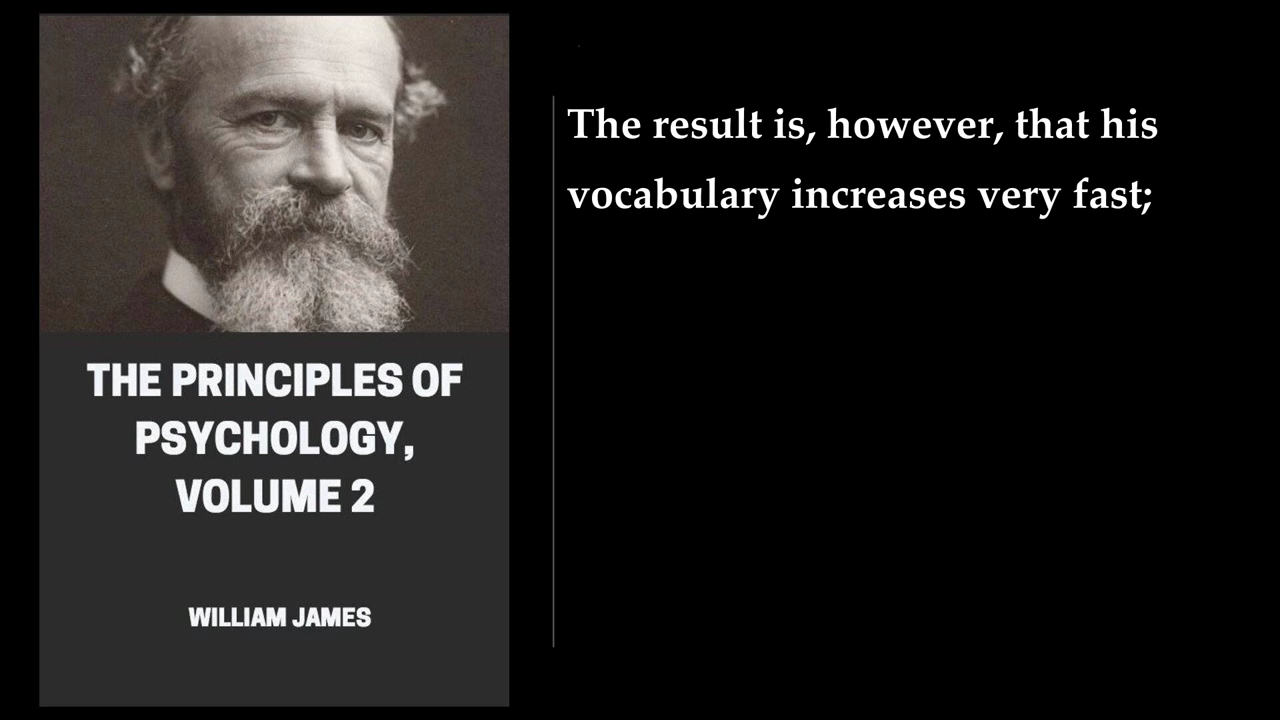 THE PRINCIPLES OF
PSYCHOLOGY,
VOLUME 2
WILLIAM JAMES
The result is, however, that his
vocabulary increases very fast;